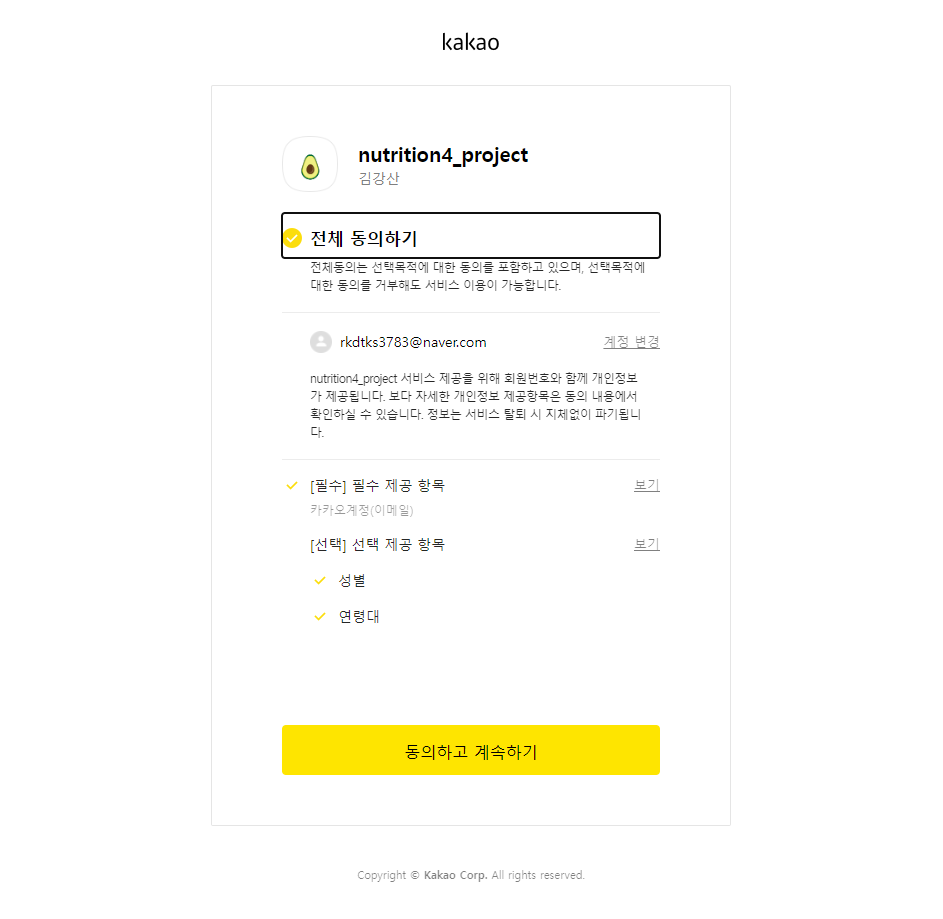 kakao
nutrition4_project
김강산
전체 동의하기
전체동의는 선택목적에 대한 동의를 포함하고 있으며, 선택목적에
대한 동의를 거부해도 서비스 이용이 가능합니다.
rkdtks3783@naver.com 계정 변경
nutrition4_project 서비스 제공을 위해 회원번호와 함께 개인정보
가 제공됩니다. 보다 자세한 개인정보 제공항목은 동의 내용에서
확인하실 수 있습니다. 정보는 서비스 탈퇴 시 지체없이 파기됩니
다.
[필수] 필수 제공 항목 보기
카카오계정(이메일)
[선택] 선택 제공 항목 보기
성별
연령대
동의하고 계속하기
Copyright © Kakao Corp. All rights reserved.